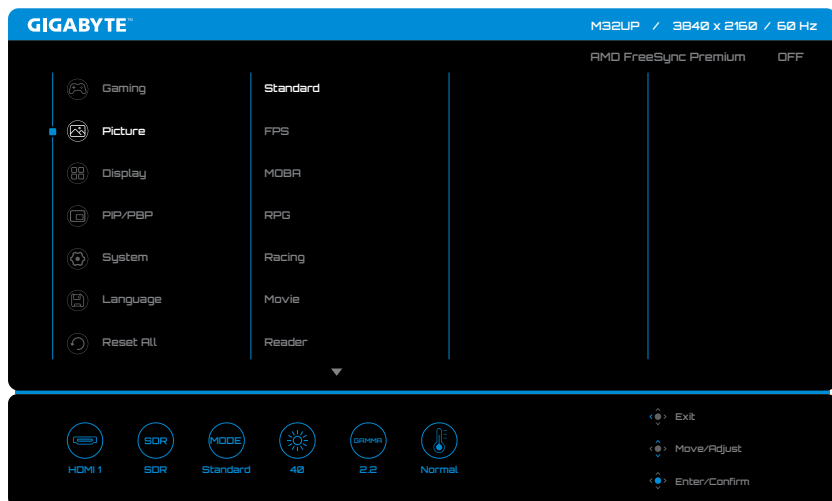 GIGABYTE™
M32UP / 3840 x 2160 / 60 Hz
AMD FreeSync Premium OFF
Gaming
Picture
Display
PIP/PBP
System
Language
Reset All
Standard
FPS
MOBA
RPG
Racing
Movie
Reader
SDR
MODE
GAMMA
HDMI 1
SDR
Standard
40
2.2
Normal
Exit
Move/Adjust
Enter/Confirm